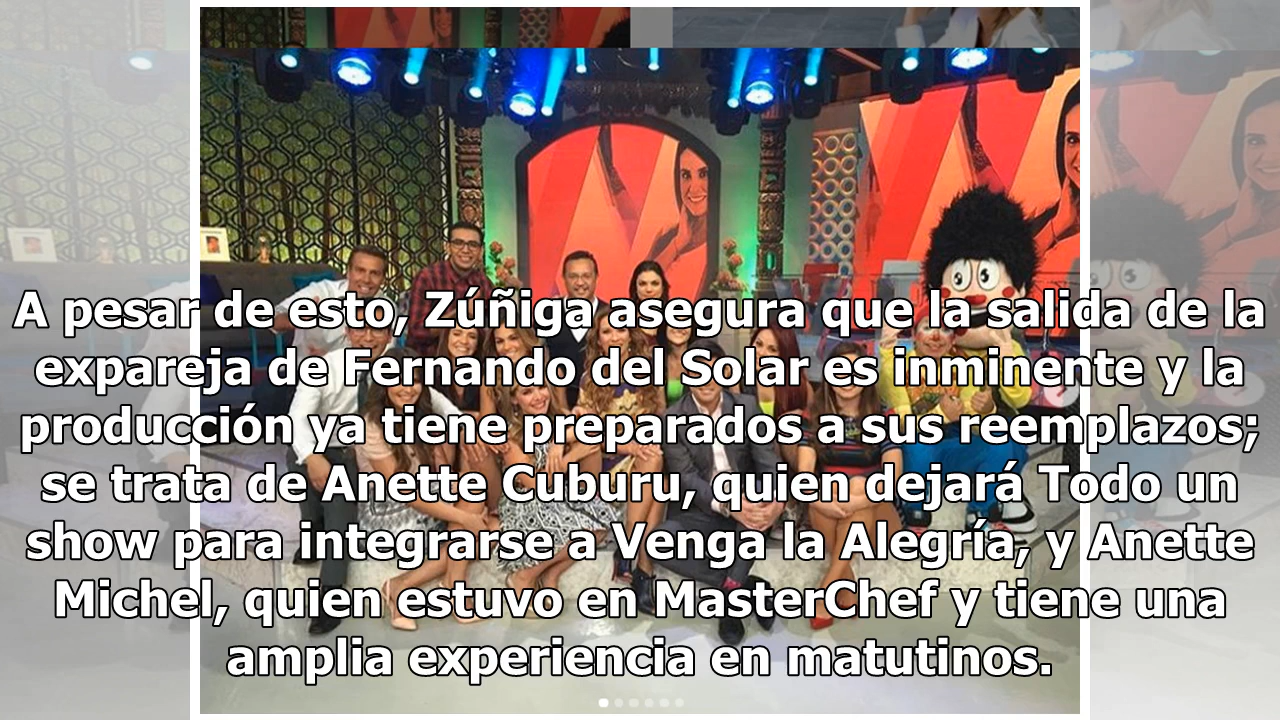 A pesar de esto, Zúñiga asegura que la salida de la
expareja de Fernando del Solar es inminente y la
producción ya tiene preparados a sus reemplazos;
se trata de Anette Cuburu, quien dejará Todo un
show para integrarse a Venga la Alegría, y Anette
Michel, quien estuvo en MasterChef y tiene una
amplia experiencia en matutinos.